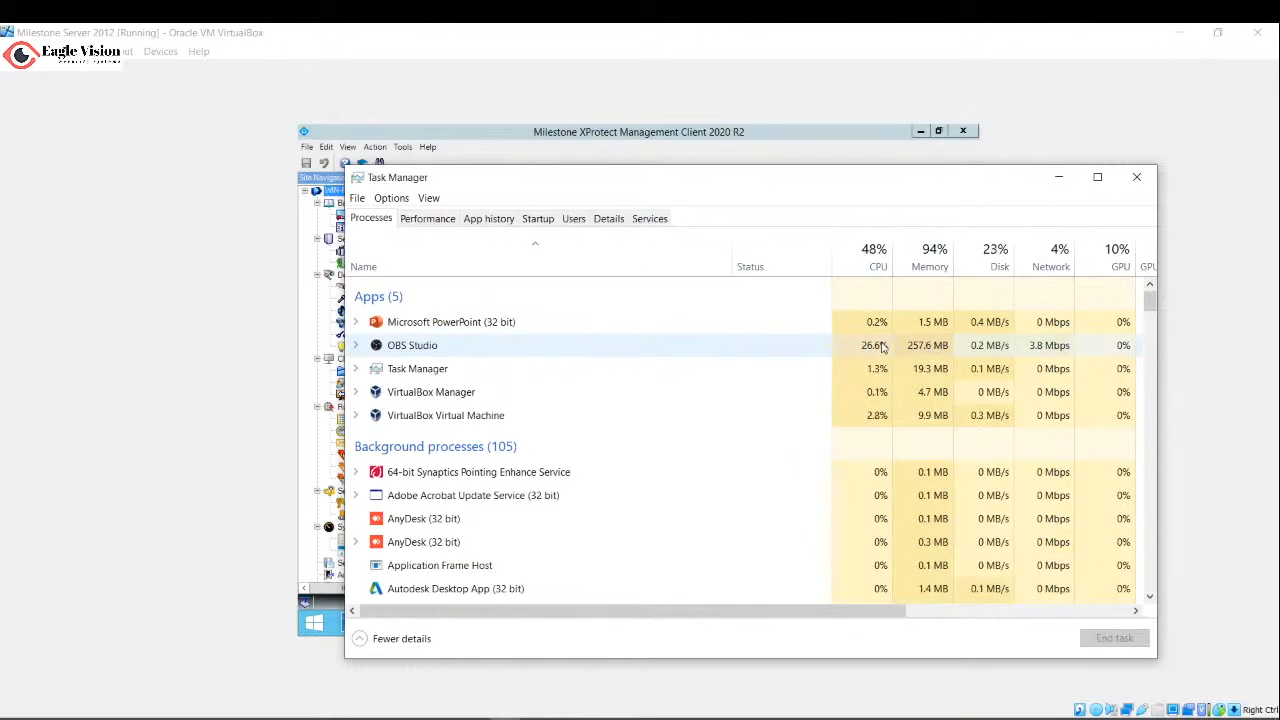 Milestone Server 2012 [Running] - Oracle VM VirtualBox
Eagle Vision
Devices Help
Milestone XProtect Management Client 2020 R2
File Edit View Action Tools Help
Task Manager
File Options View
Processes Performance App history Startup Users Details Services
48% 94% 23% 4% 10%
Name Status CPU Memory Disk Network GPU GPU
Apps (5)
Microsoft PowerPoint (32 bit) 0.2% 1.5 MB 0.4 MB/s 0 Mbps 0%
OBS Studio 26.6% 257.6 MB 0.2 MB/s 3.8 Mbps 0%
Task Manager 1.3% 19.3 MB 0.1 MB/s 0 Mbps 0%
VirtualBox Manager 0.1% 4.7 MB 0 MB/s 0 Mbps 0%
VirtualBox Virtual Machine 2.8% 9.9 MB 0.3 MB/s 0 Mbps 0%
Background processes (105)
64-bit Synaptics Pointing Enhance Service 0% 0.1 MB 0 MB/s 0 Mbps 0%
Adobe Acrobat Update Service (32 bit) 0% 0.1 MB 0 MB/s 0 Mbps 0%
AnyDesk (32 bit) 0% 0.1 MB 0 MB/s 0 Mbps 0%
AnyDesk (32 bit) 0% 0.3 MB 0 MB/s 0 Mbps 0%
Application Frame Host 0% 0.1 MB 0 MB/s 0 Mbps 0%
Autodesk Desktop App (32 bit) 0% 1.4 MB 0.1 MB/s 0 Mbps 0%
Fewer details End task
Right Ctrl